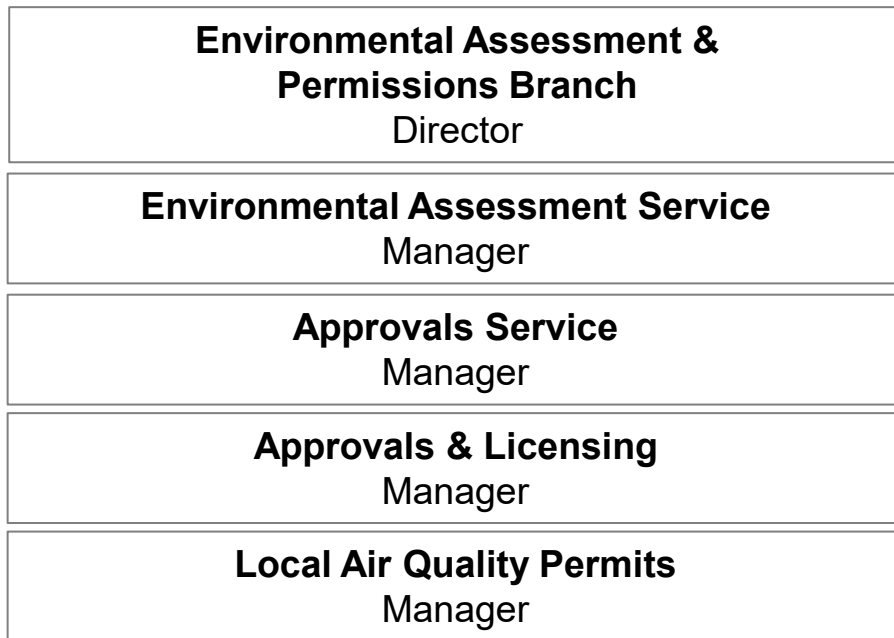 Environmental Assessment &
Permissions Branch
Director
Environmental Assessment Service
Manager
Approvals Service
Manager
Approvals & Licensing
Manager
Local Air Quality Permits
Manager